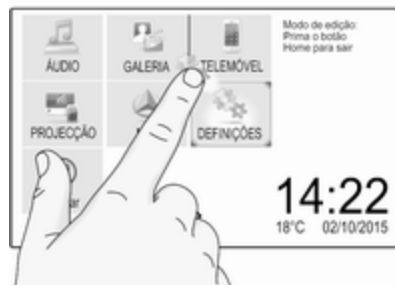 ÁUDIO
GALERIA
TELEMÓVEL
Modo de edição:
Prima o botão
Home para sair
PROJECÇÃO
DEFINIÇÕES
14:22
18°C 02/10/2015